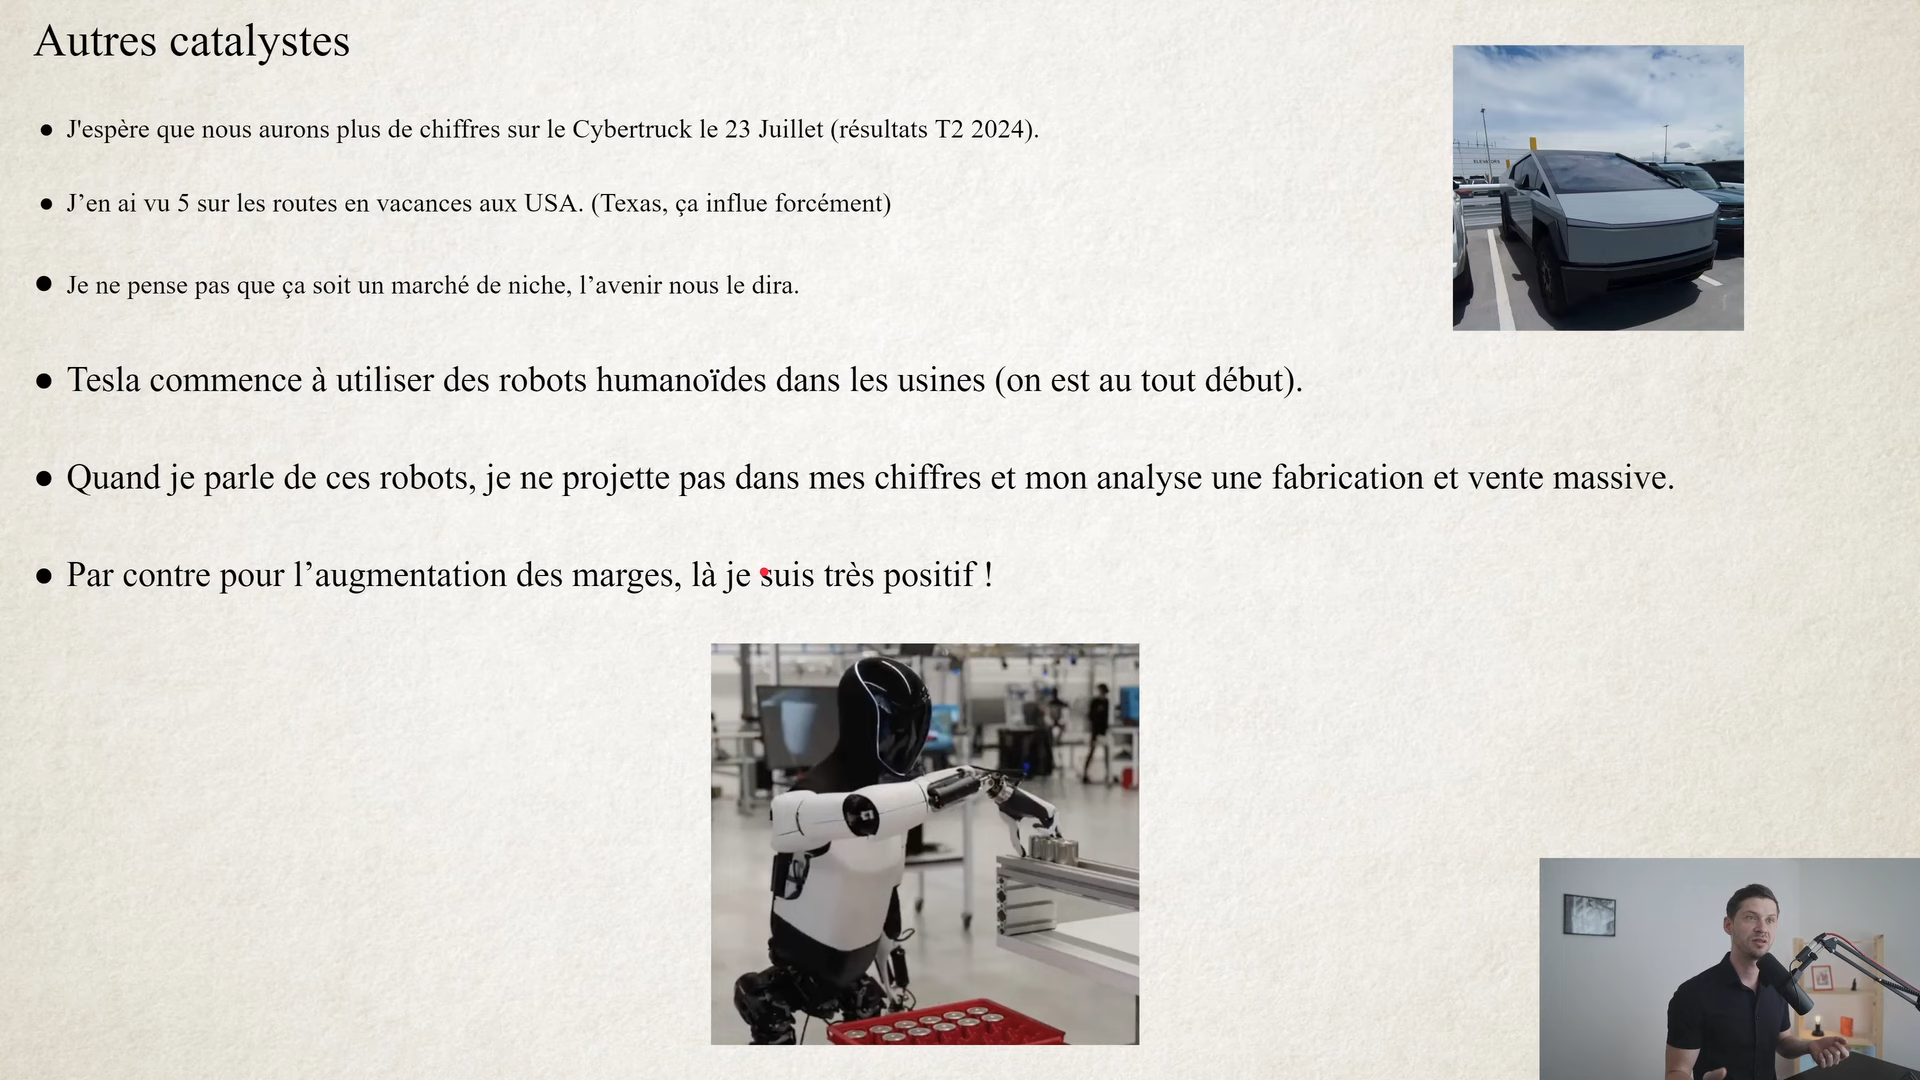 Autres catalystes
● J'espère que nous aurons plus de chiffres sur le Cybertruck le 23 Juillet (résultats T2 2024).
● J’en ai vu 5 sur les routes en vacances aux USA. (Texas, ça influe forcément)
● Je ne pense pas que ça soit un marché de niche, l’avenir nous le dira.
● Tesla commence à utiliser des robots humanoïdes dans les usines (on est au tout début).
● Quand je parle de ces robots, je ne projette pas dans mes chiffres et mon analyse une fabrication et vente massive.
● Par contre pour l’augmentation des marges, là je suis très positif !